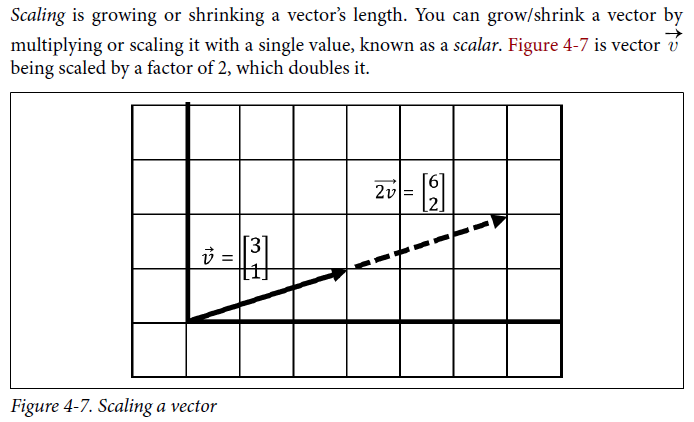 Scaling is growing or shrinking a vector’s length. You can grow/shrink a vector by
multiplying or scaling it with a single value, known as a scalar. Figure 4-7 is vector v⃗
being scaled by a factor of 2, which doubles it.
2v⃗ = [6
2]
v⃗ = [3
1]
Figure 4-7. Scaling a vector